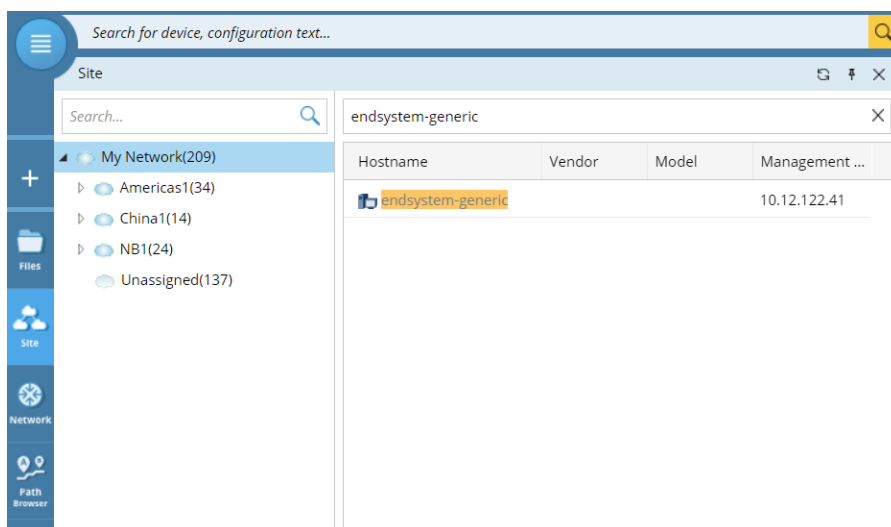 Search for device, configuration text...
Site
Search...
endsystem-generic
My Network(209)
Americas1(34)
China1(14)
NB1(24)
Unassigned(137)
Hostname Vendor Model Management ...
endsystem-generic 10.12.122.41
Files
Site
Network
Path
Browser